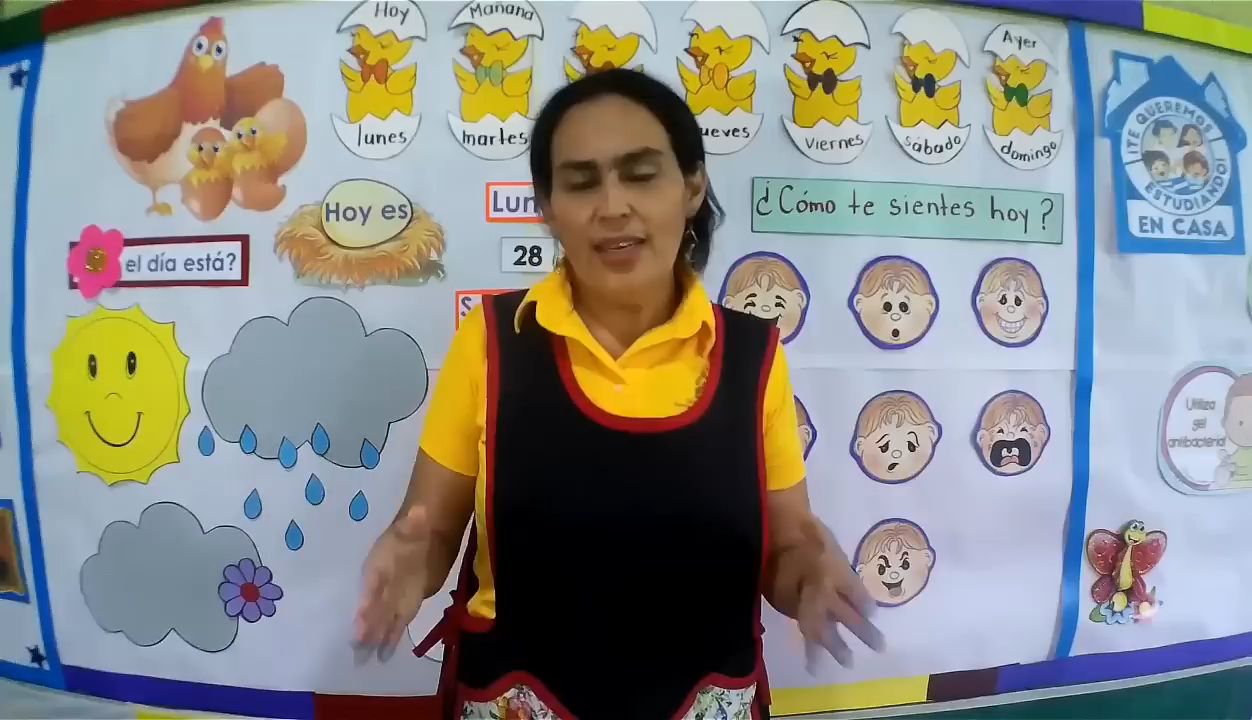 Hoy
Mañana
Ayer
lunes
martes
ueves
Viernes
Sábado
domingo
Hoy es
Lun
28
S
el día está?
¿Cómo te sientes hoy?
¡TE QUEREMOS
ESTUDIANDO!
EN CASA
Utiliza
gel
antibacterial